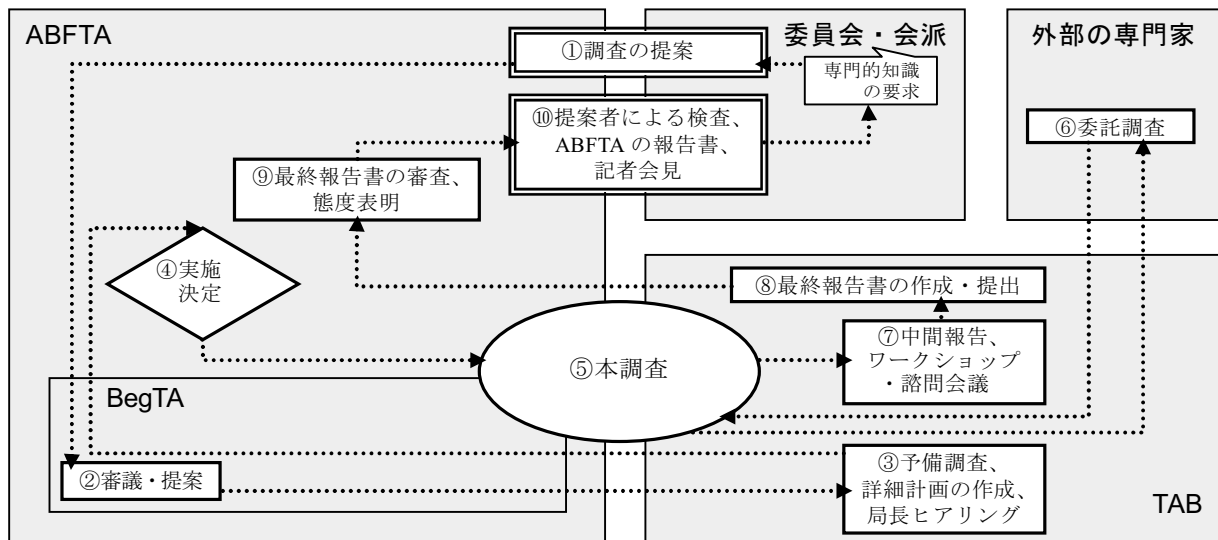 ABFTA
委員会・会派
外部の専門家
①調査の提案
専門的知識
の要求
⑩提案者による検査、
ABFTA の報告書、
記者会見
⑥委託調査
⑨最終報告書の審査、
態度表明
④実施
決定
⑧最終報告書の作成・提出
⑦中間報告、
ワークショップ
・諮問会議
⑤本調査
BegTA
②審議・提案
③予備調査、
詳細計画の作成、
局長ヒアリング
TAB